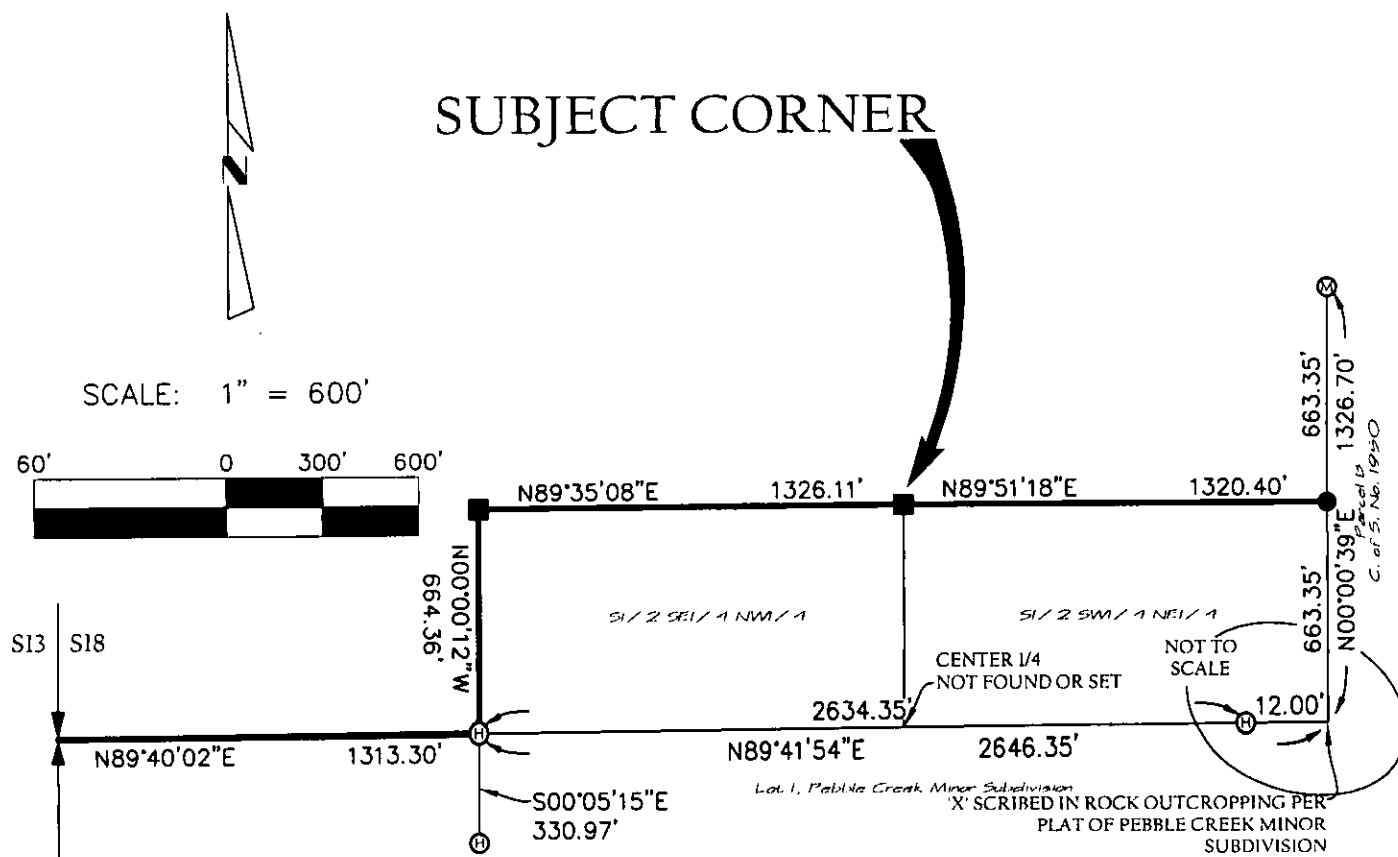 SUBJECT CORNER
N
SCALE: 1" = 600'
60' 0 300' 600'
N89°35'08"E 1326.11'
N89°51'18"E 1320.40'
M
663.35'
1326.70'
Parcel B
C. of S. No. 1950
N00°00'39"E
663.35'
N00°00'12"W
664.36'
S1/2 SE1/4 NW1/4
S1/2 SW1/4 NE1/4
S13 S18
NOT TO
SCALE
CENTER 1/4
NOT FOUND OR SET
2634.35'
12.00'
H
H
N89°40'02"E 1313.30'
N89°41'54"E 2646.35'
Lot 1, Pebble Creek Minor Subdivision
S00°05'15"E
330.97'
H
'X' SCRIBED IN ROCK OUTCROPPING PER
PLAT OF PEBBLE CREEK MINOR
SUBDIVISION